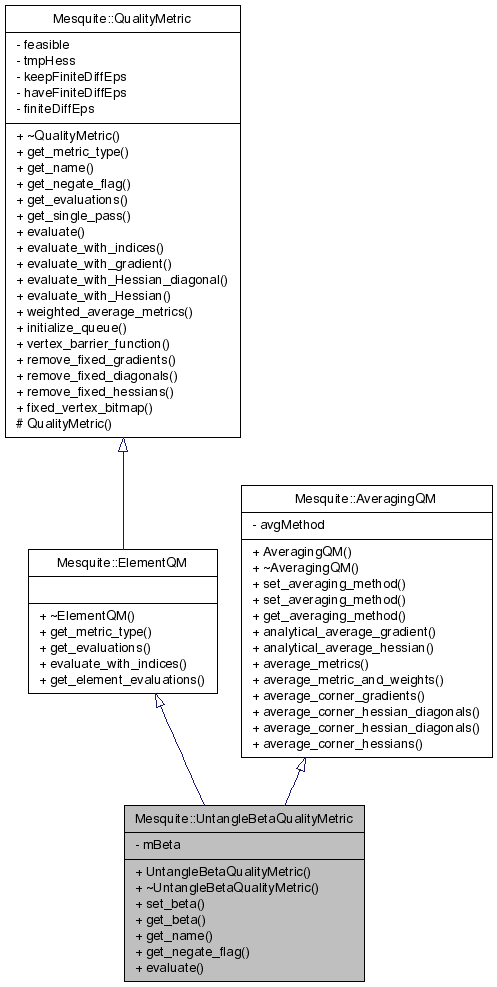 Mesquite::QualityMetric
- feasible
- tmpHess
- keepFiniteDiffEps
- haveFiniteDiffEps
- finiteDiffEps
+ ~QualityMetric()
+ get_metric_type()
+ get_name()
+ get_negate_flag()
+ get_evaluations()
+ get_single_pass()
+ evaluate()
+ evaluate_with_indices()
+ evaluate_with_gradient()
+ evaluate_with_Hessian_diagonal()
+ evaluate_with_Hessian()
+ weighted_average_metrics()
+ initialize_queue()
+ vertex_barrier_function()
+ remove_fixed_gradients()
+ remove_fixed_diagonals()
+ remove_fixed_hessians()
+ fixed_vertex_bitmap()
# QualityMetric()
Mesquite::ElementQM
+ ~ElementQM()
+ get_metric_type()
+ get_evaluations()
+ evaluate_with_indices()
+ get_element_evaluations()
Mesquite::AveragingQM
- avgMethod
+ AveragingQM()
+ ~AveragingQM()
+ set_averaging_method()
+ set_averaging_method()
+ get_averaging_method()
+ analytical_average_gradient()
+ analytical_average_hessian()
+ average_metrics()
+ average_metric_and_weights()
+ average_corner_gradients()
+ average_corner_hessian_diagonals()
+ average_corner_hessian_diagonals()
+ average_corner_hessians()
Mesquite::UntangleBetaQualityMetric
- mBeta
+ UntangleBetaQualityMetric()
+ ~UntangleBetaQualityMetric()
+ set_beta()
+ get_beta()
+ get_name()
+ get_negate_flag()
+ evaluate()